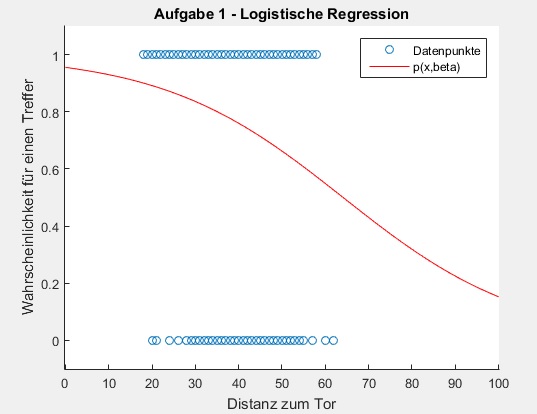 Aufgabe 1 - Logistische Regression
Datenpunkte
p(x,beta)
Wahrscheinlichkeit für einen Treffer
1
0.8
0.6
0.4
0.2
0
0 10 20 30 40 50 60 70 80 90 100
Distanz zum Tor